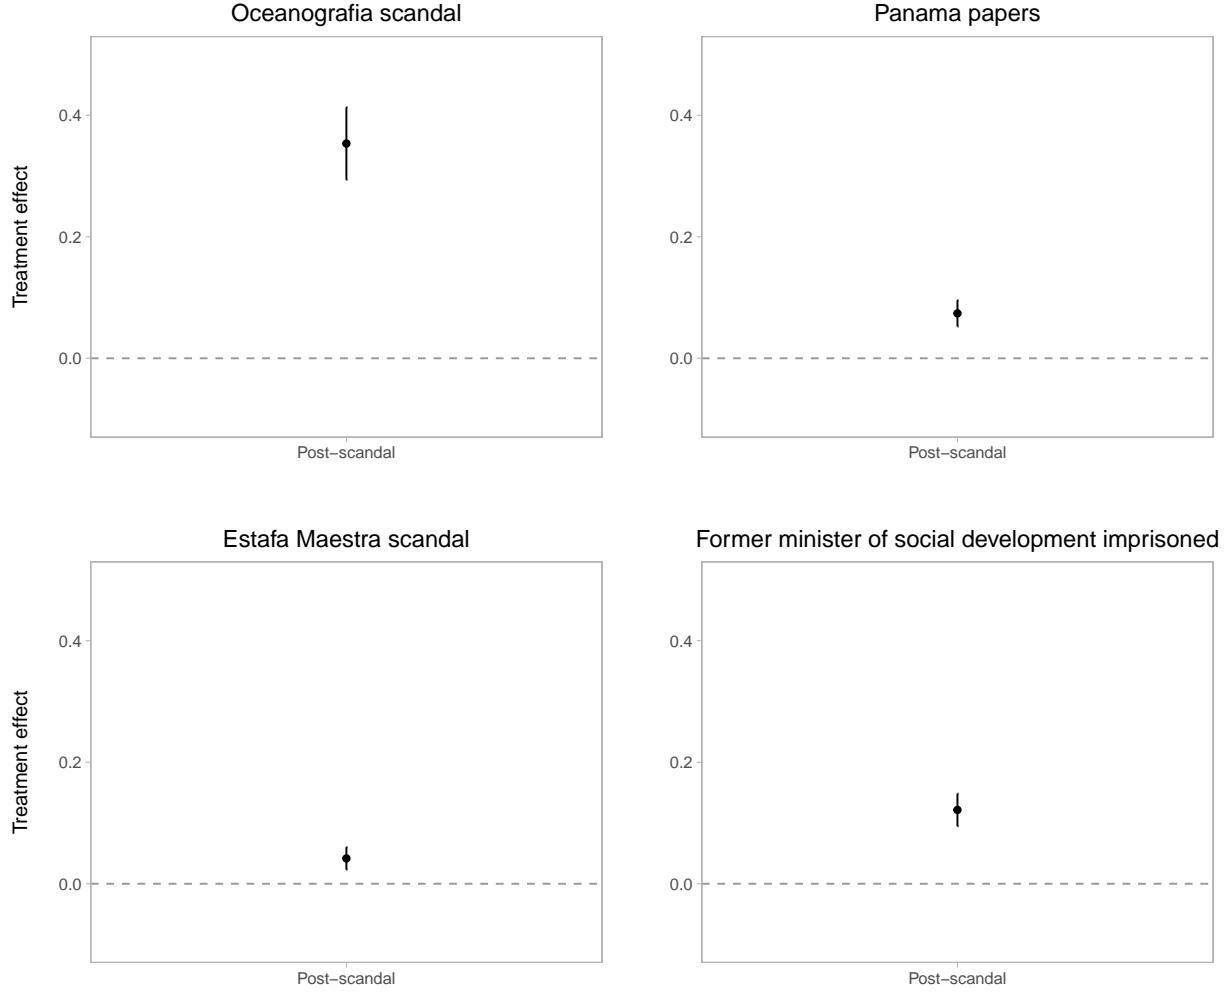 Oceanografia scandal
Treatment effect
0.4
0.2
0.0
Post−scandal
Panama papers
0.4
0.2
0.0
Post−scandal
Estafa Maestra scandal
Treatment effect
0.4
0.2
0.0
Post−scandal
Former minister of social development imprisoned
0.4
0.2
0.0
Post−scandal